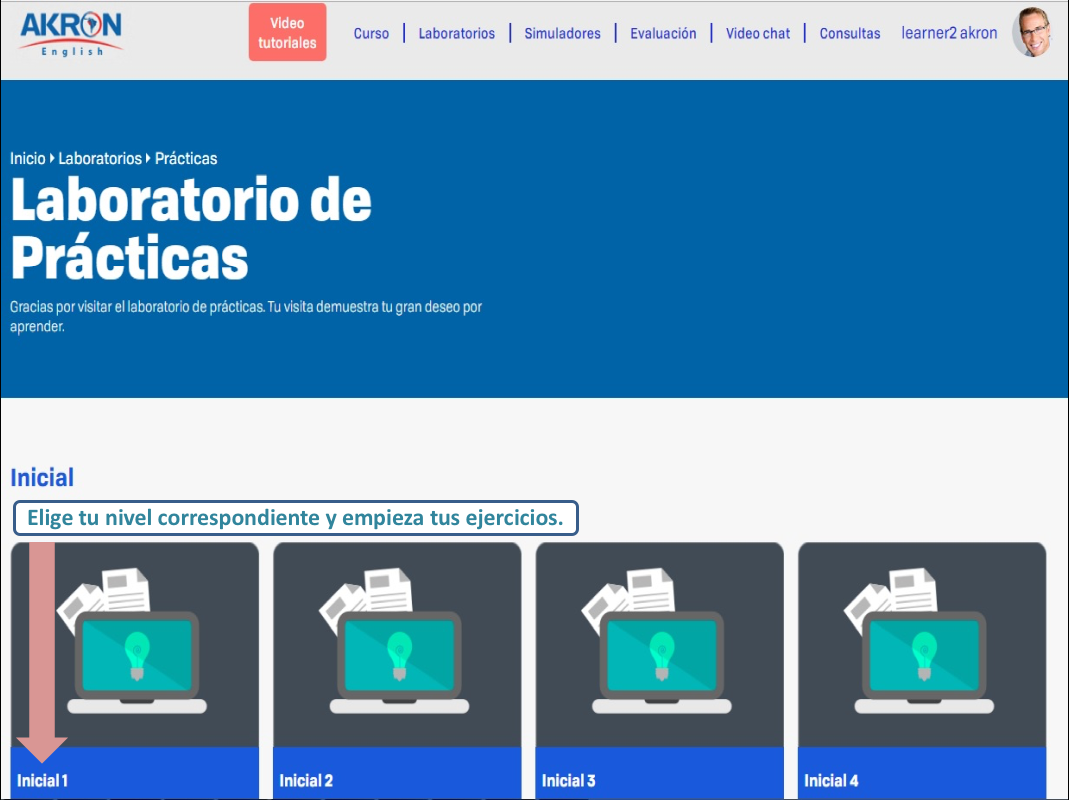 AKRON
English
Video
tutoriales
Curso
Laboratorios
Simuladores
Evaluación
Video chat
Consultas
learner2 akron
Inicio Laboratorios Prácticas
Laboratorio de
Prácticas
Gracias por visitar el laboratorio de prácticas. Tu visita demuestra tu gran deseo por
aprender.
Inicial
Elige tu nivel correspondiente y empieza tus ejercicios.
Inicial 1
Inicial 2
Inicial 3
Inicial 4